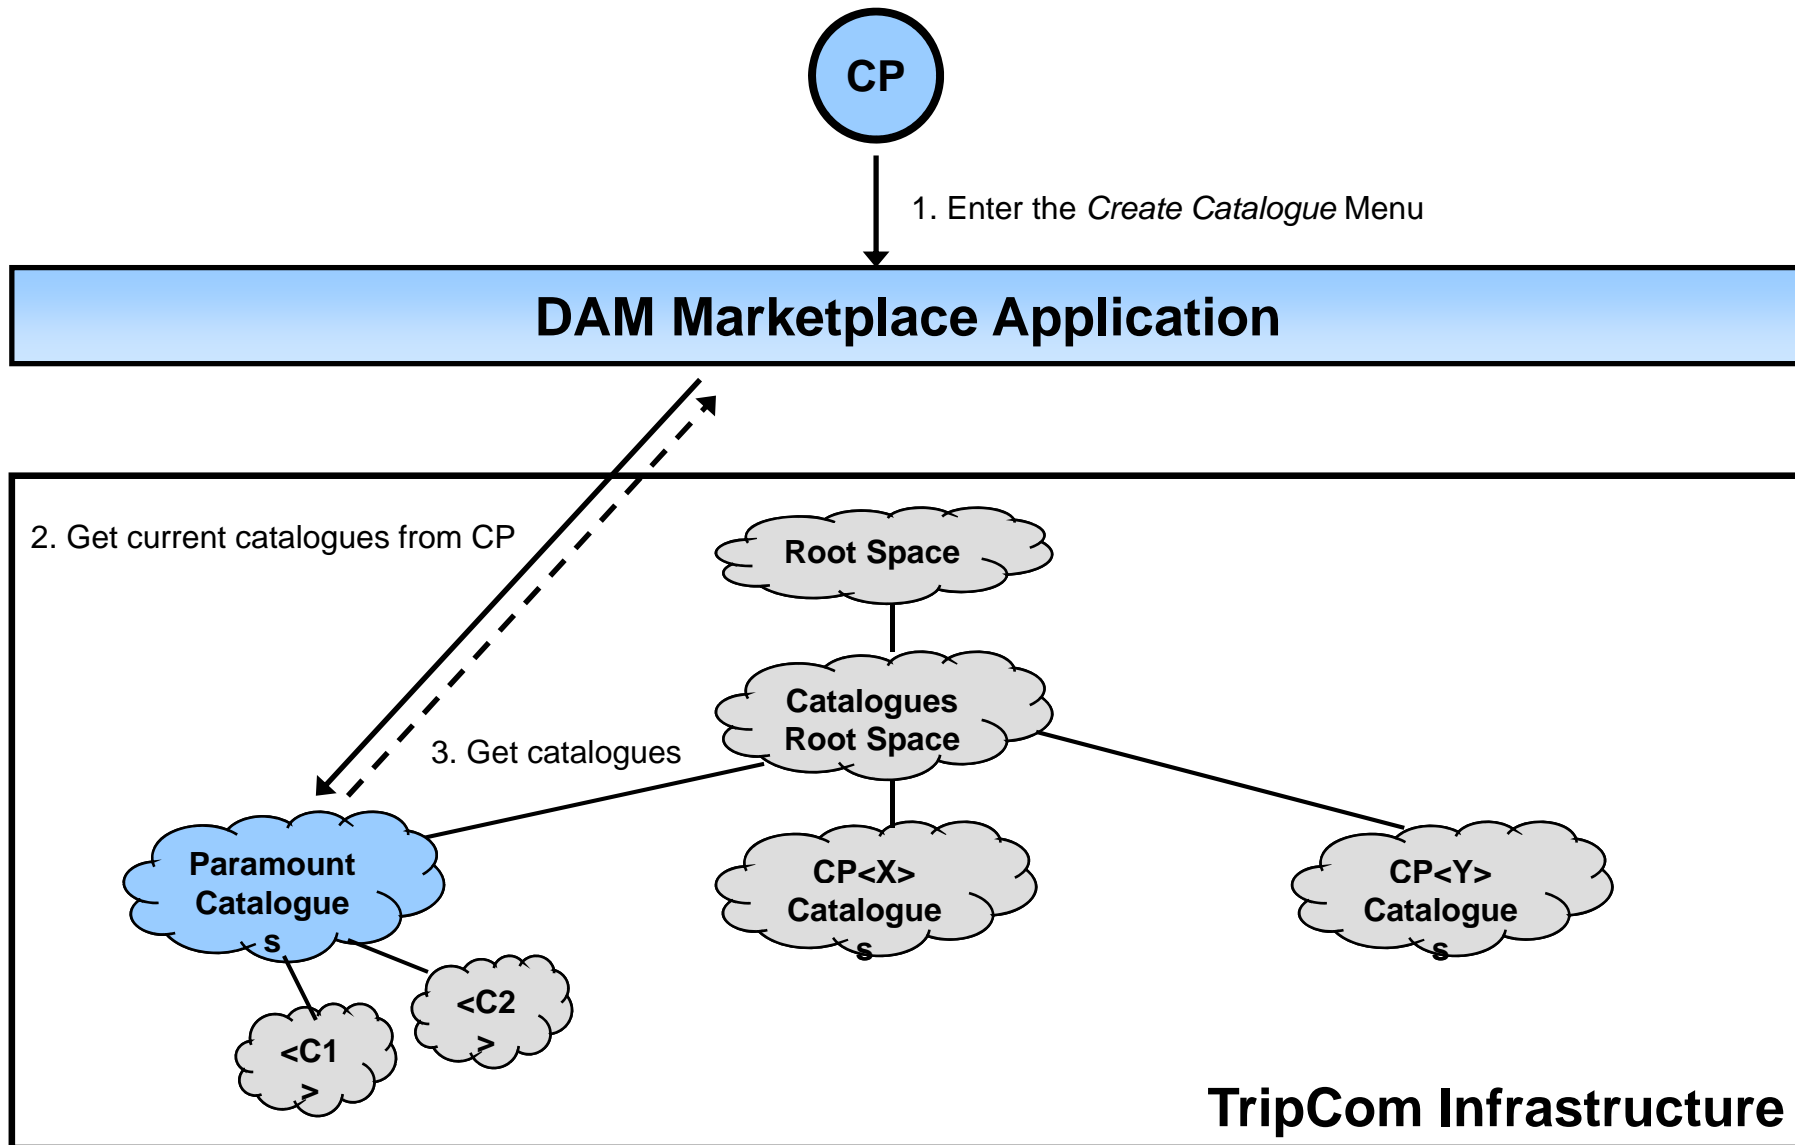 CP
1. Enter the Create Catalogue Menu
DAM Marketplace Application
2. Get current catalogues from CP
Root Space
Catalogues
Root Space
3. Get catalogues
Paramount
Catalogue
s
CP<X>
Catalogue
s
CP<Y>
Catalogue
s
<C2
>
<C1
>
TripCom Infrastructure